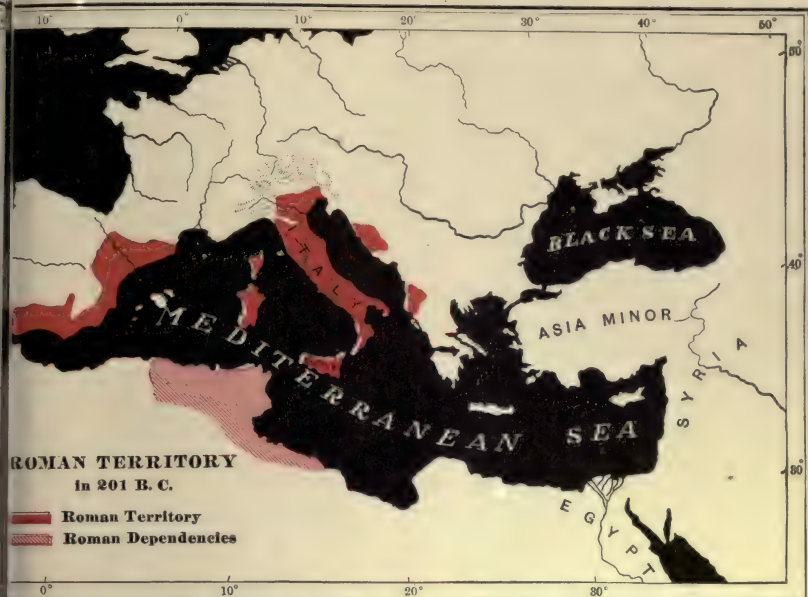 10° 0° 10° 20° 30° 40° 50°
50°
BLACK SEA
40°
ITALY
ASIA MINOR
MEDITERRANEAN SEA
SYRIA
ROMAN TERRITORY
in 201 B. C.
30°
EGYPT
Roman Territory
Roman Dependencies
0° 10° 20° 30°